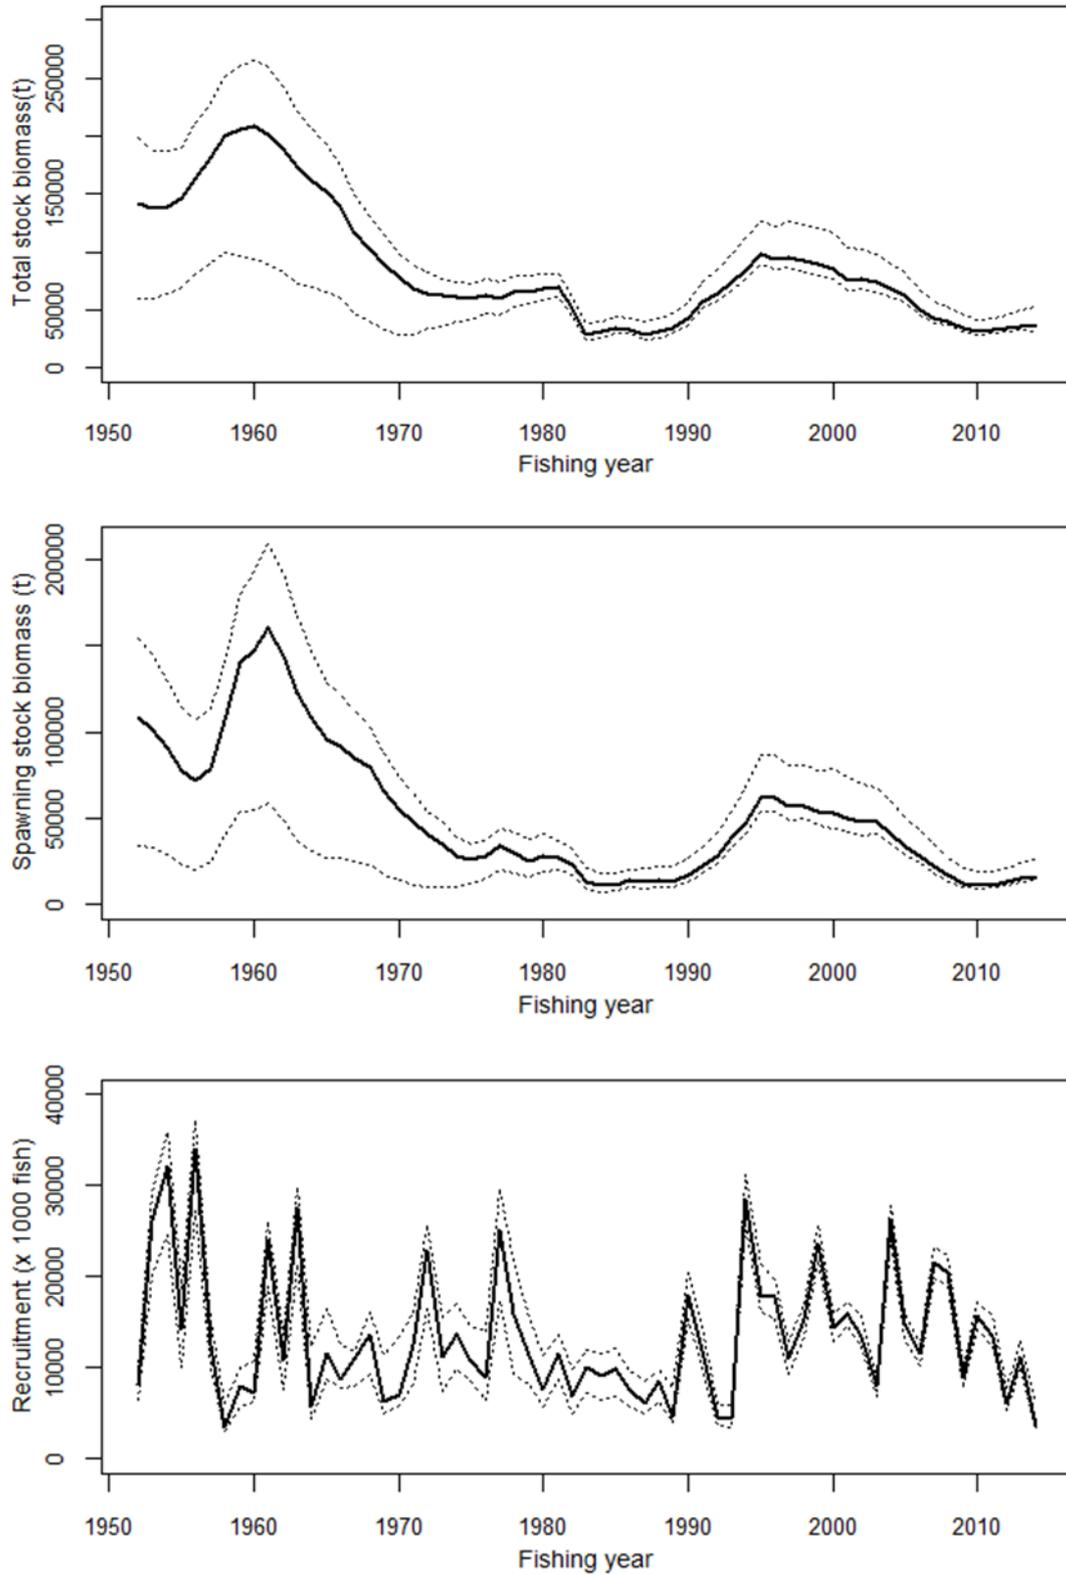 Total stock biomass(t)
250000
150000
50000
0
1950 1960 1970 1980 1990 2000 2010
Fishing year
Spawning stock biomass (t)
200000
100000
50000
0
1950 1960 1970 1980 1990 2000 2010
Fishing year
Recruitment (x 1000 fish)
40000
30000
20000
10000
0
1950 1960 1970 1980 1990 2000 2010
Fishing year